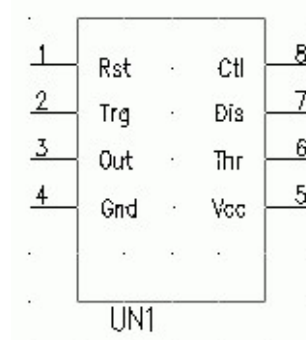 1 Rst Ctl 8
2 Trg Dis 7
3 Out Thr 6
4 Gnd Vcc 5
UN1